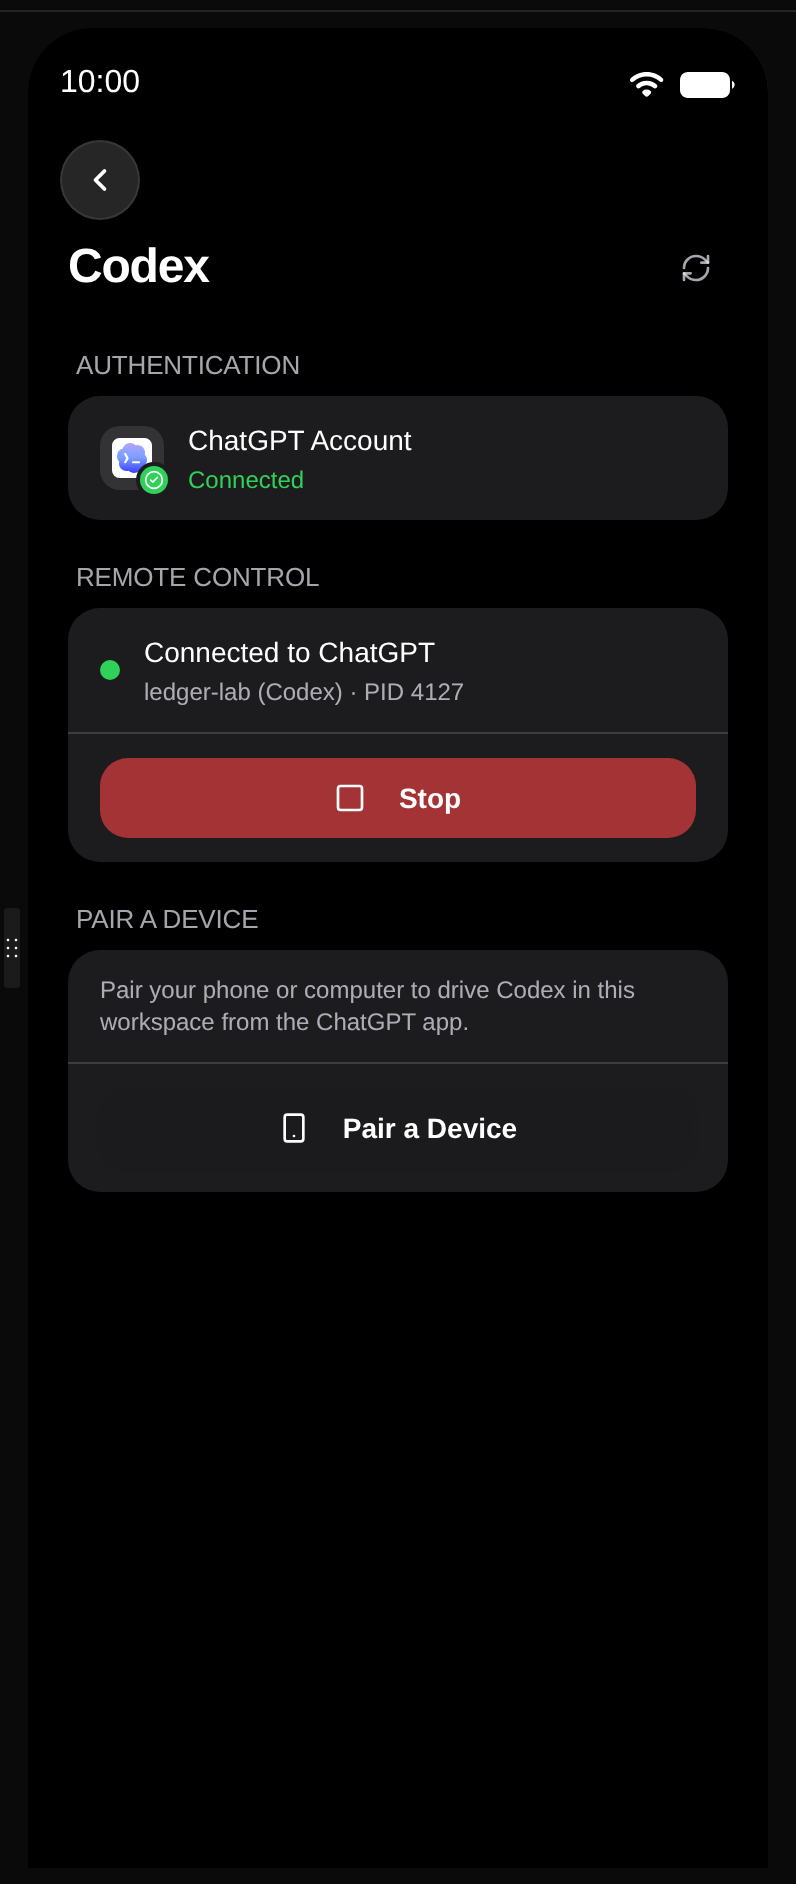 10:00
Codex
AUTHENTICATION
ChatGPT Account
Connected
REMOTE CONTROL
Connected to ChatGPT
ledger-lab (Codex) · PID 4127
Stop
PAIR A DEVICE
Pair your phone or computer to drive Codex in this
workspace from the ChatGPT app.
Pair a Device